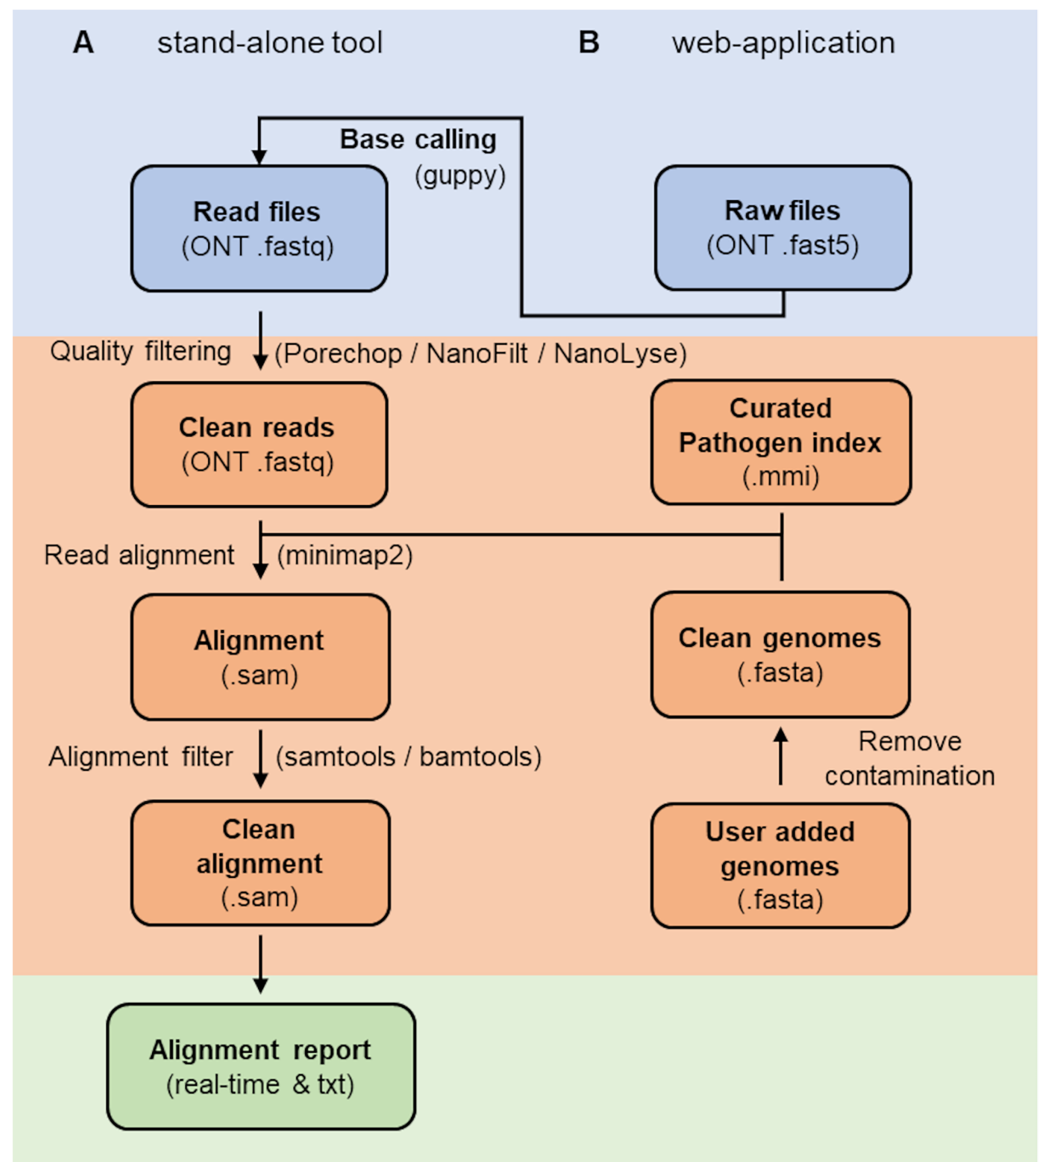 A stand-alone tool
B web-application
Base calling
(guppy)
Read files
(ONT .fastq)
Raw files
(ONT .fast5)
Quality filtering (Porechop / NanoFilt / NanoLyse)
Clean reads
(ONT .fastq)
Curated
Pathogen index
(.mmi)
Read alignment (minimap2)
Alignment
(.sam)
Clean genomes
(.fasta)
Alignment filter (samtools / bamtools)
Remove
contamination
Clean
alignment
(.sam)
User added
genomes
(.fasta)
Alignment report
(real-time & txt)